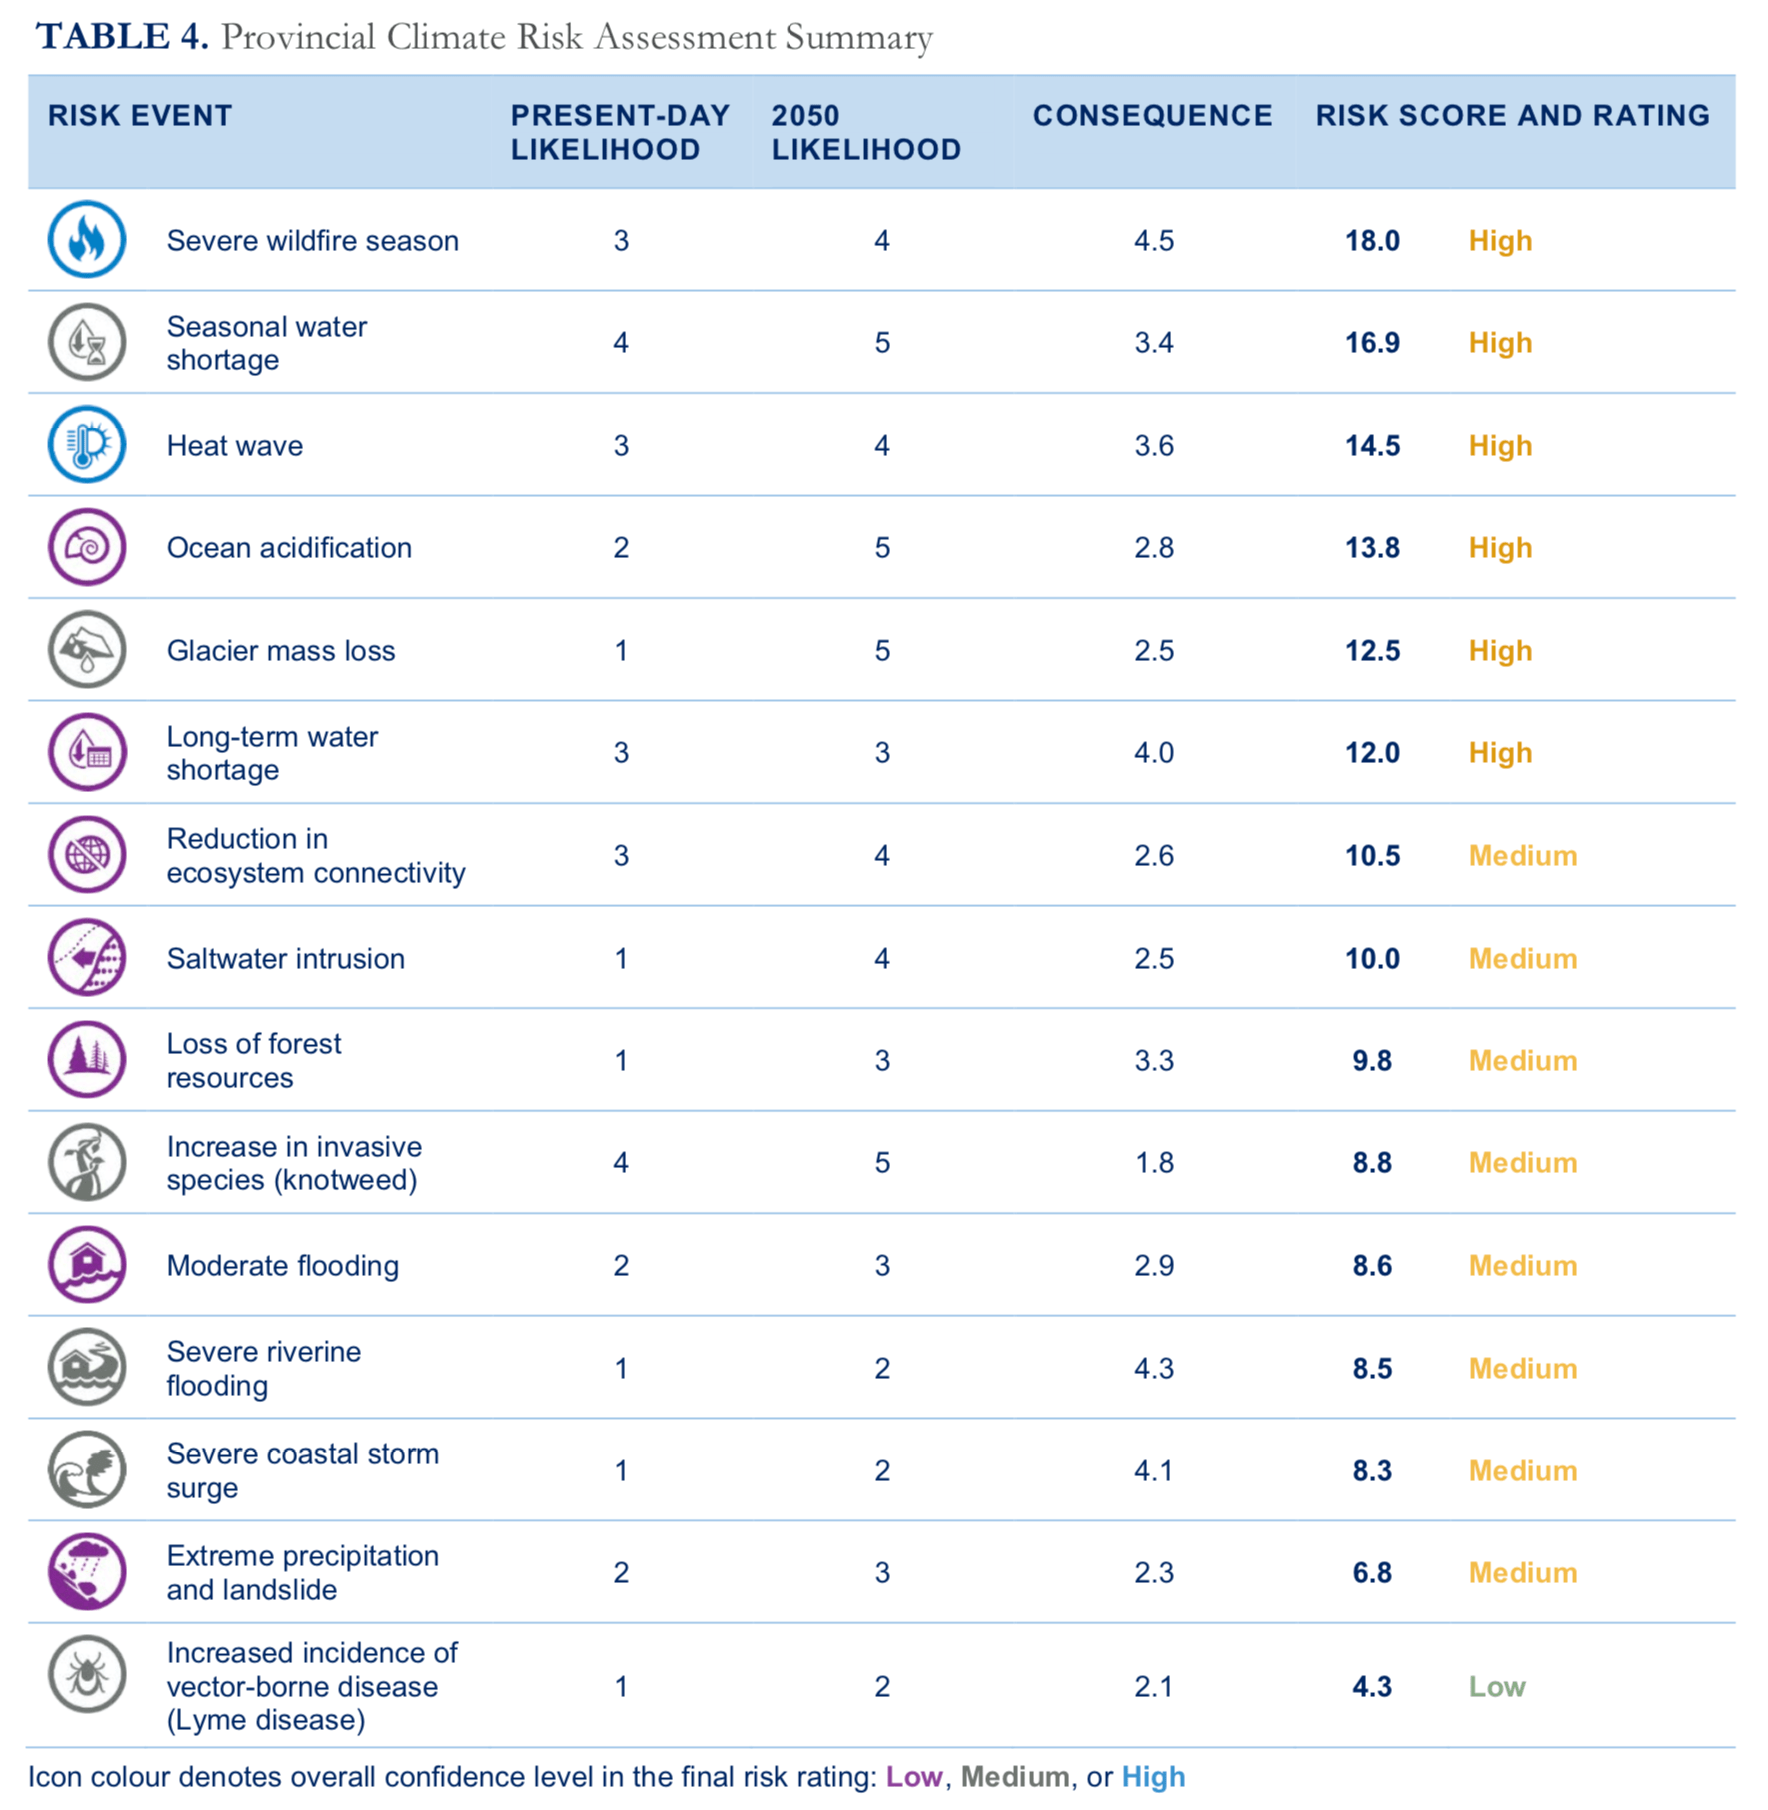 TABLE 4. Provincial Climate Risk Assessment Summary
RISK EVENT PRESENT-DAY LIKELIHOOD 2050 LIKELIHOOD CONSEQUENCE RISK SCORE AND RATING
Severe wildfire season 3 4 4.5 18.0 High
Seasonal water shortage 4 5 3.4 16.9 High
Heat wave 3 4 3.6 14.5 High
Ocean acidification 2 5 2.8 13.8 High
Glacier mass loss 1 5 2.5 12.5 High
Long-term water shortage 3 3 4.0 12.0 High
Reduction in ecosystem connectivity 3 4 2.6 10.5 Medium
Saltwater intrusion 1 4 2.5 10.0 Medium
Loss of forest resources 1 3 3.3 9.8 Medium
Increase in invasive species (knotweed) 4 5 1.8 8.8 Medium
Moderate flooding 2 3 2.9 8.6 Medium
Severe riverine flooding 1 2 4.3 8.5 Medium
Severe coastal storm surge 1 2 4.1 8.3 Medium
Extreme precipitation and landslide 2 3 2.3 6.8 Medium
Increased incidence of vector-borne disease (Lyme disease) 1 2 2.1 4.3 Low
Icon colour denotes overall confidence level in the final risk rating: Low, Medium, or High